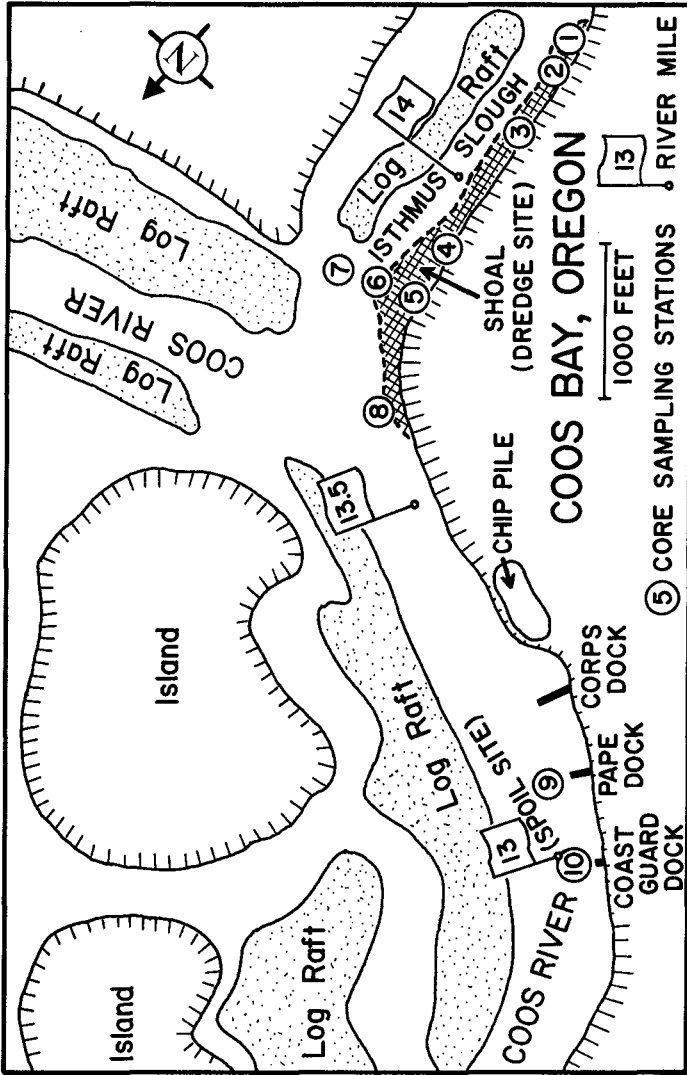 N
Log Raft
Log Raft
COOS RIVER
Log Raft
14
ISTHMUS
SLOUGH
1
2
3
4
5
6
7
8
SHOAL
(DREDGE SITE)
Island
13.5
Island
Log Raft
Log Raft
CHIP PILE
COOS BAY, OREGON
1000 FEET
13 RIVER MILE
5 CORE SAMPLING STATIONS
COOS RIVER
13
(SPOIL SITE)
9
10
CORPS
DOCK
PAPE
DOCK
COAST
GUARD
DOCK